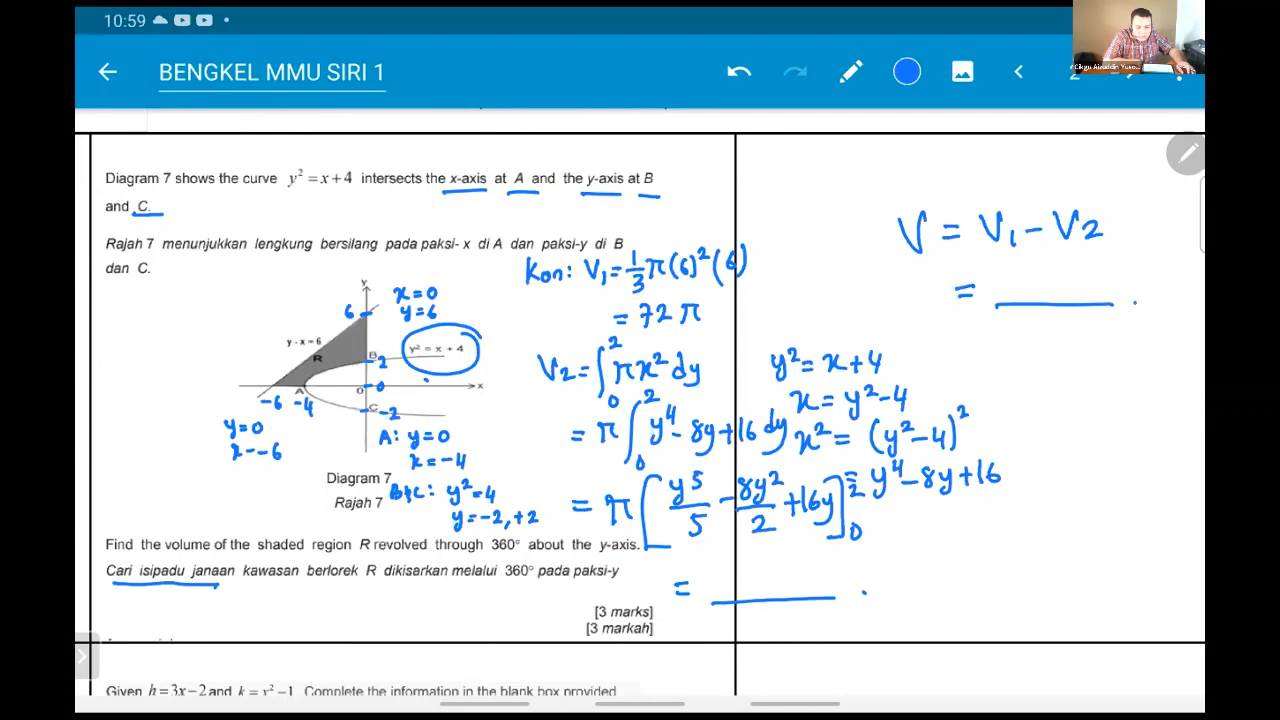 10:59
Cikgu Aizuddin Yuso...
BENGKEL MMU SIRI 1
Diagram 7 shows the curve y² = x + 4 intersects the x-axis at A and the y-axis at B
and C.
Rajah 7 menunjukkan lengkung bersilang pada paksi- x di A dan paksi-y di B
dan C.
y
x=0
y=6
6
y - x = 6
R
B
2
y² = x + 4
A
O
0
x
-6
-4
C
-2
y=0
x=-6
A: y=0
x=-4
B&C: y²=4
y=-2,+2
Diagram 7
Rajah 7
Find the volume of the shaded region R revolved through 360° about the y-axis.
Cari isipadu janaan kawasan berlorek R dikisarkan melalui 360° pada paksi-y
[3 marks]
[3 markah]
Kon: V₁ = 1/3 π(6)²(6)
= 72π
V₂ = ∫₀² πx² dy
= π ∫₀² y⁴ - 8y + 16 dy
= π [y⁵/5 - 8y²/2 + 16y]₀²
= ________ .
y² = x + 4
x = y² - 4
x² = (y² - 4)²
= y⁴ - 8y + 16
V = V₁ - V₂
= ________ .
Given h = 3x − 2 and k = x² − 1. Complete the information in the blank box provided